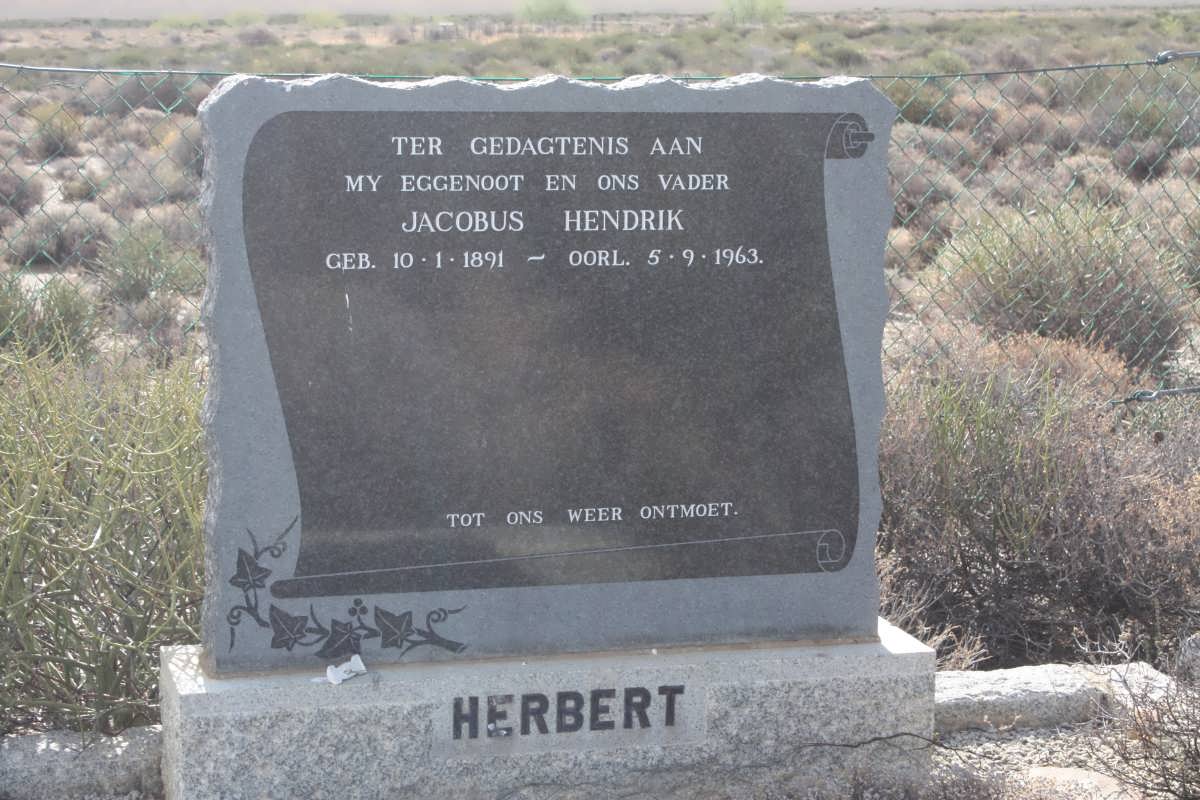 TER GEDAGTENIS AAN
MY EGGENOOT EN ONS VADER
JACOBUS HENDRIK
GEB. 10·1·1891 ~ OORL. 5·9·1963.
TOT ONS WEER ONTMOET.
HERBERT